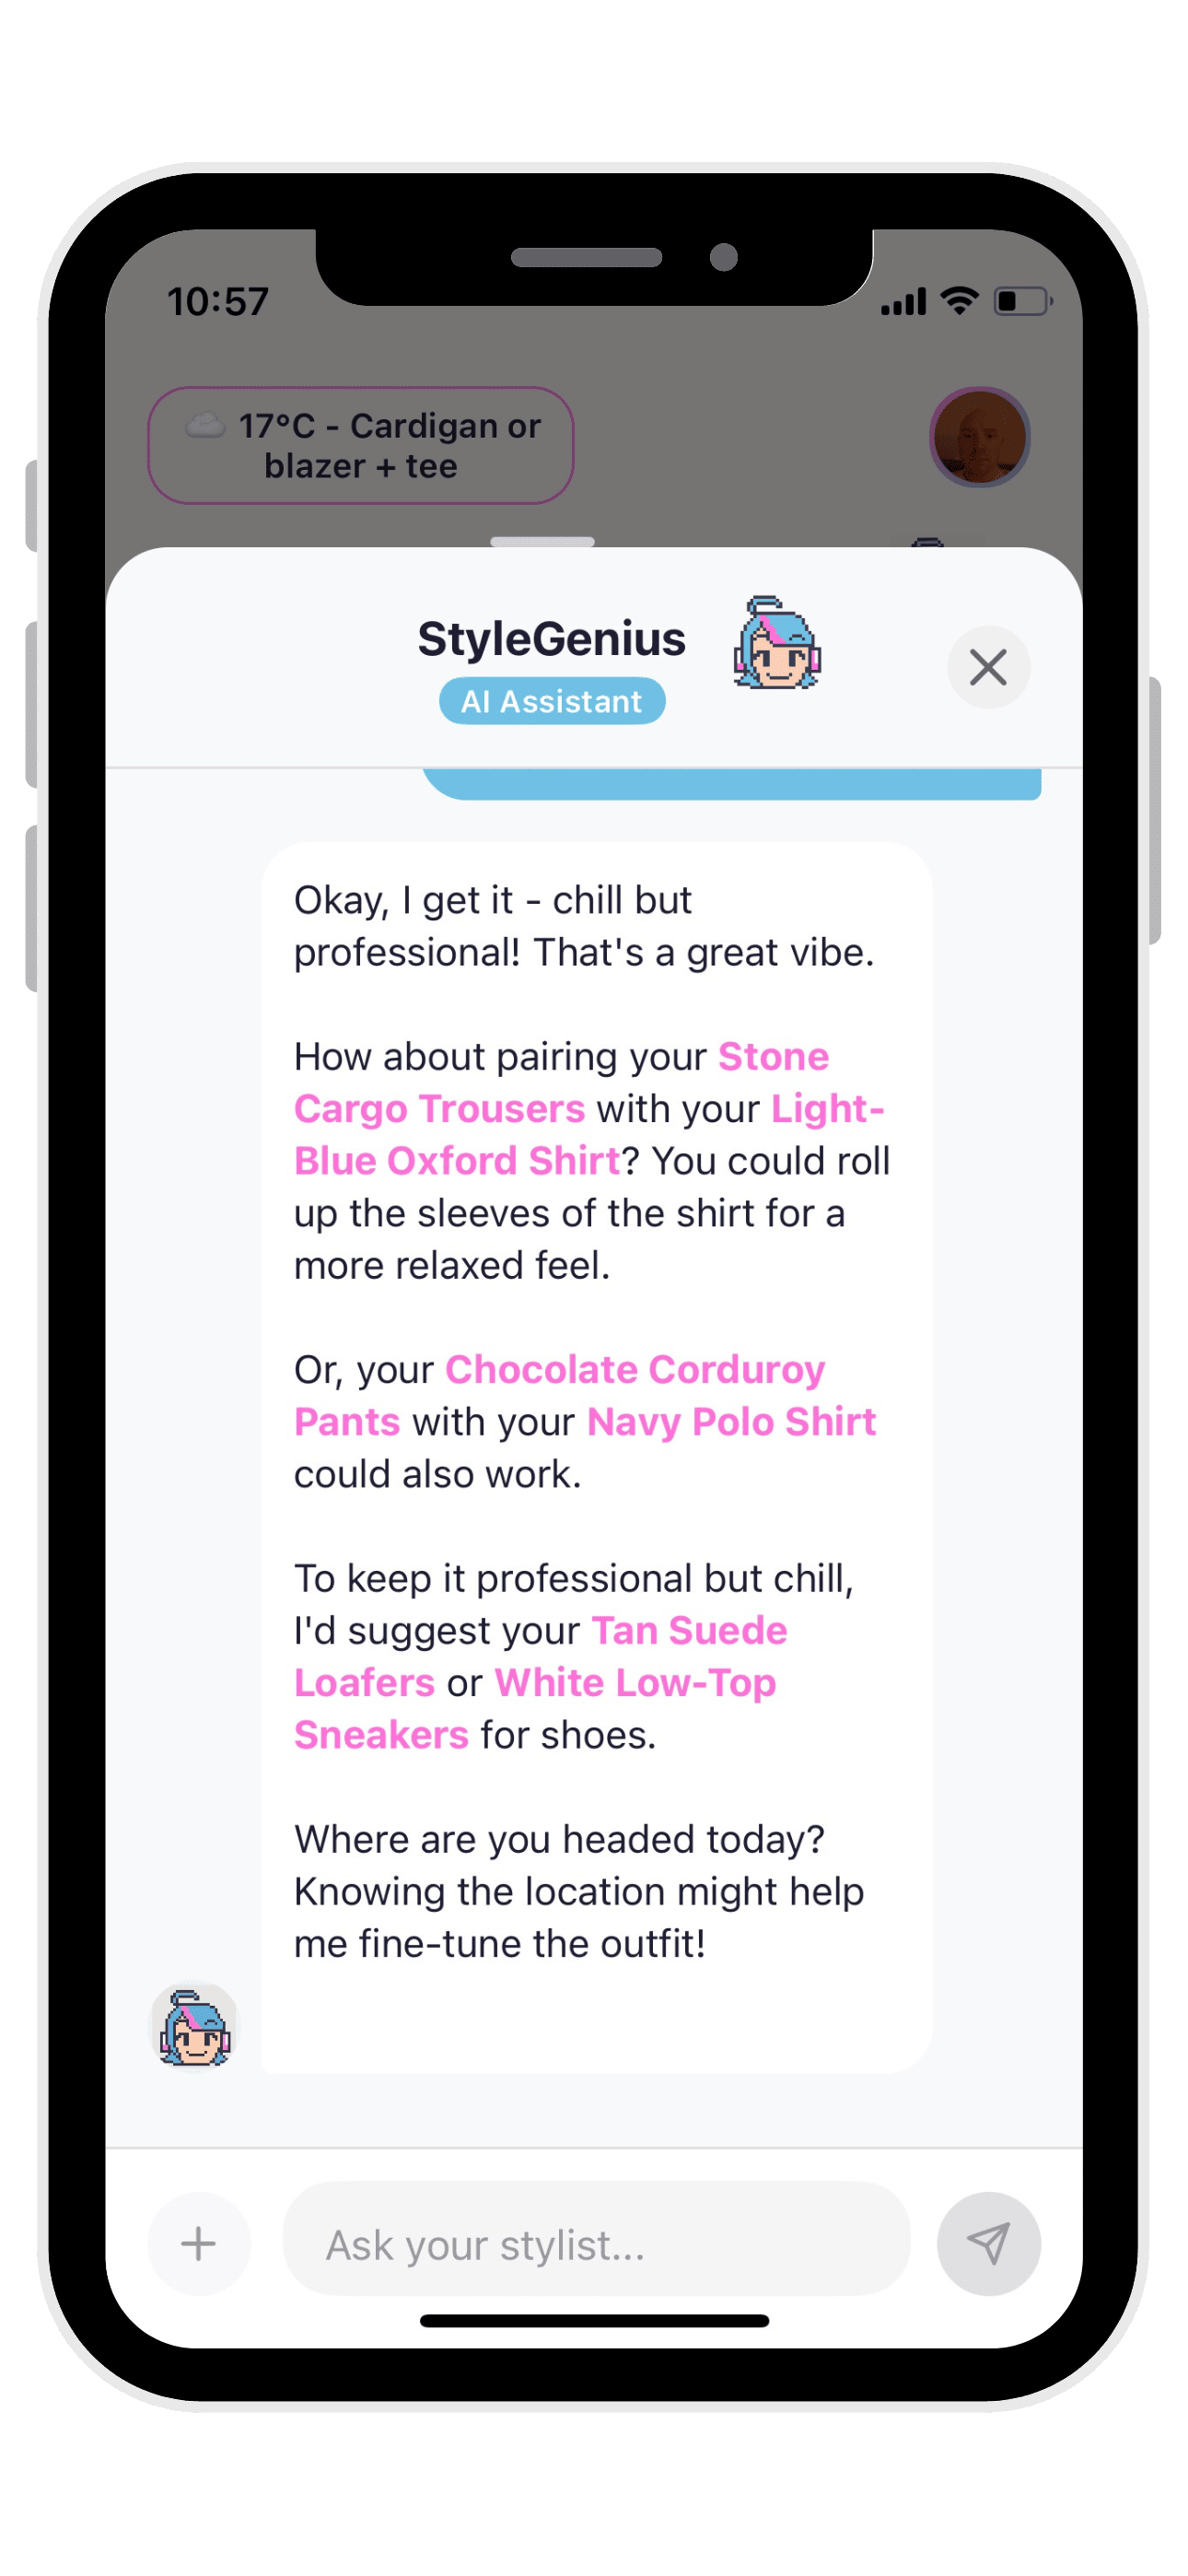 10:57
17°C - Cardigan or
blazer + tee
StyleGenius
AI Assistant
Okay, I get it - chill but
professional! That's a great vibe.
How about pairing your Stone
Cargo Trousers with your Light-
Blue Oxford Shirt? You could roll
up the sleeves of the shirt for a
more relaxed feel.
Or, your Chocolate Corduroy
Pants with your Navy Polo Shirt
could also work.
To keep it professional but chill,
I'd suggest your Tan Suede
Loafers or White Low-Top
Sneakers for shoes.
Where are you headed today?
Knowing the location might help
me fine-tune the outfit!
Ask your stylist...